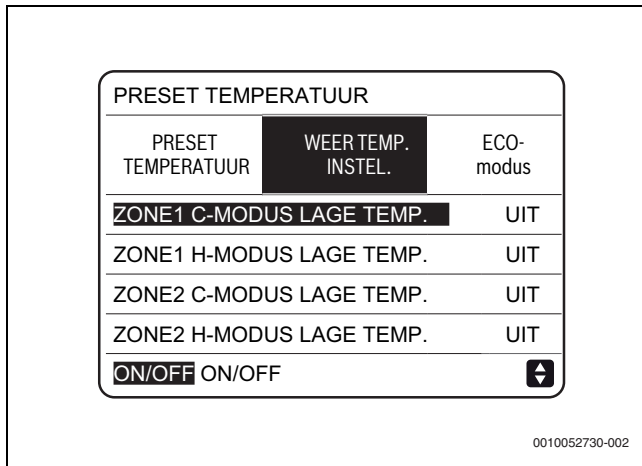 PRESET TEMPERATUUR
PRESET TEMPERATUUR
WEER TEMP. INSTEL.
ECO-modus
ZONE1 C-MODUS LAGE TEMP. UIT
ZONE1 H-MODUS LAGE TEMP. UIT
ZONE2 C-MODUS LAGE TEMP. UIT
ZONE2 H-MODUS LAGE TEMP. UIT
ON/OFF ON/OFF
0010052730-002